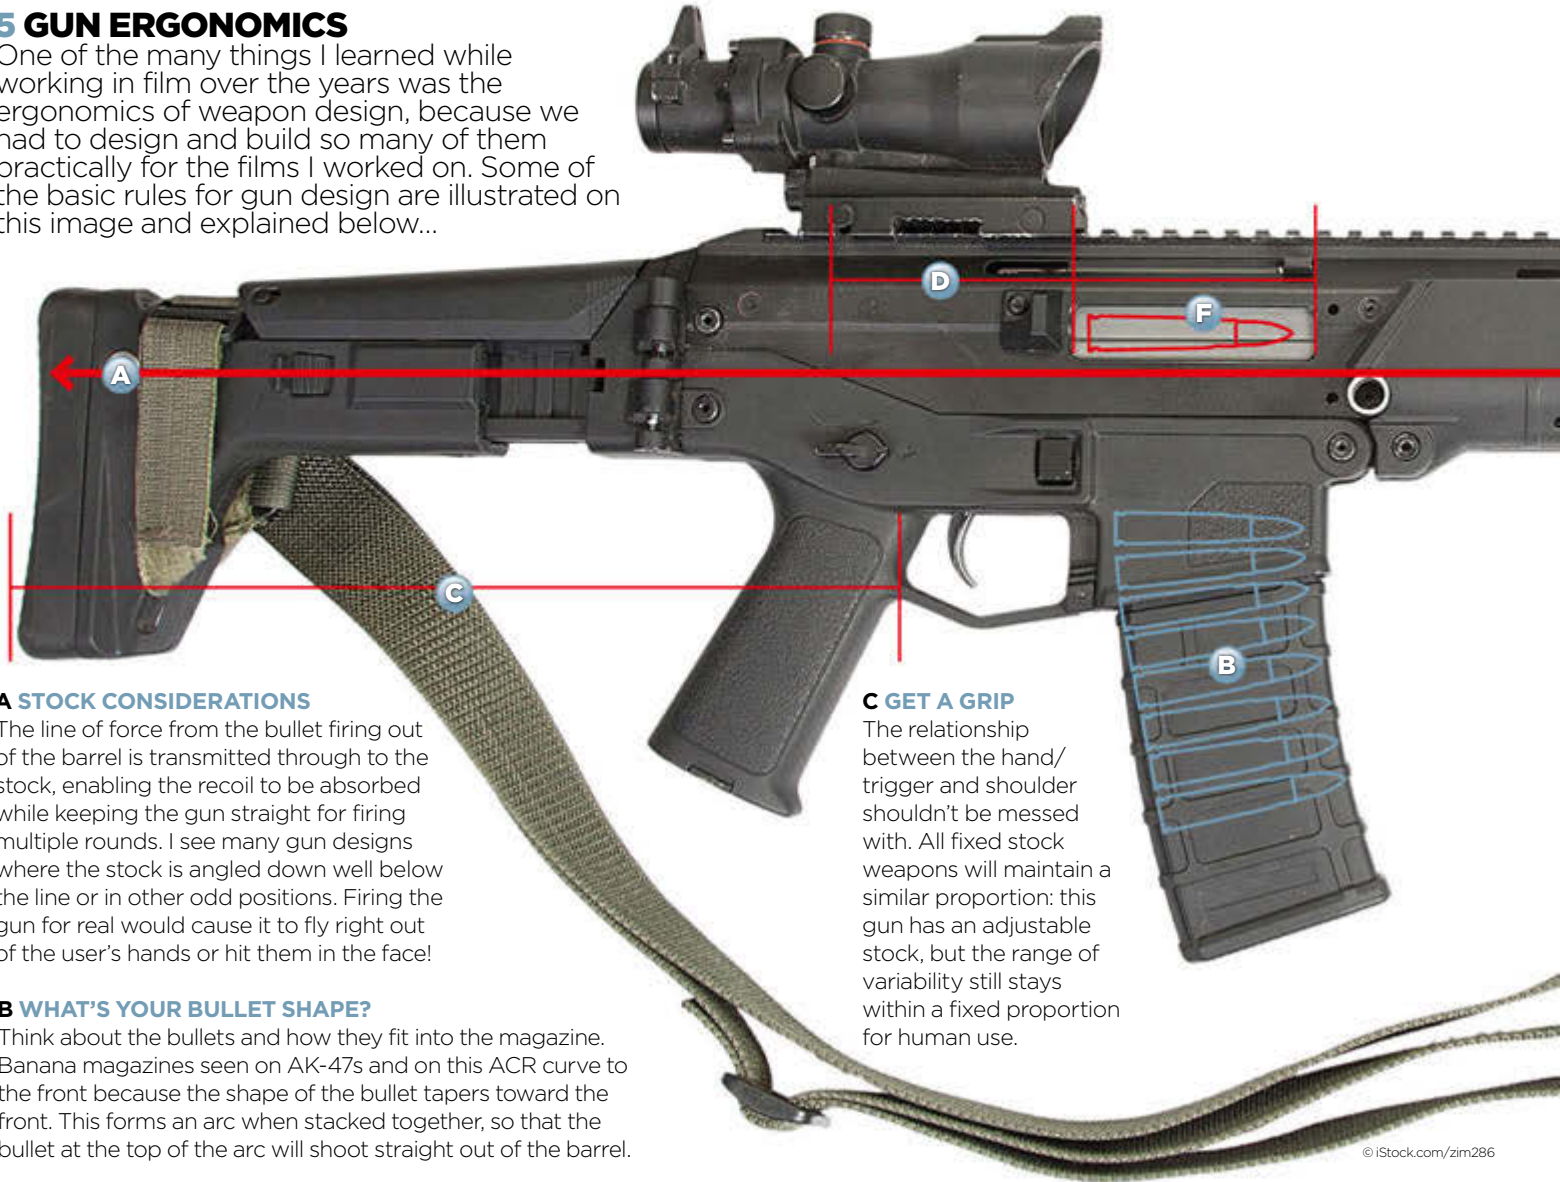 5 GUN ERGONOMICS
One of the many things I learned while
working in film over the years was the
ergonomics of weapon design, because we
had to design and build so many of them
practically for the films I worked on. Some of
the basic rules for gun design are illustrated on
this image and explained below...
D
F
A
C
B
A STOCK CONSIDERATIONS
The line of force from the bullet firing out
of the barrel is transmitted through to the
stock, enabling the recoil to be absorbed
while keeping the gun straight for firing
multiple rounds. I see many gun designs
where the stock is angled down well below
the line or in other odd positions. Firing the
gun for real would cause it to fly right out
of the user’s hands or hit them in the face!
B WHAT’S YOUR BULLET SHAPE?
Think about the bullets and how they fit into the magazine.
Banana magazines seen on AK-47s and on this ACR curve to
the front because the shape of the bullet tapers toward the
front. This forms an arc when stacked together, so that the
bullet at the top of the arc will shoot straight out of the barrel.
C GET A GRIP
The relationship
between the hand/
trigger and shoulder
shouldn’t be messed
with. All fixed stock
weapons will maintain a
similar proportion: this
gun has an adjustable
stock, but the range of
variability still stays
within a fixed proportion
for human use.
© iStock.com/zim286